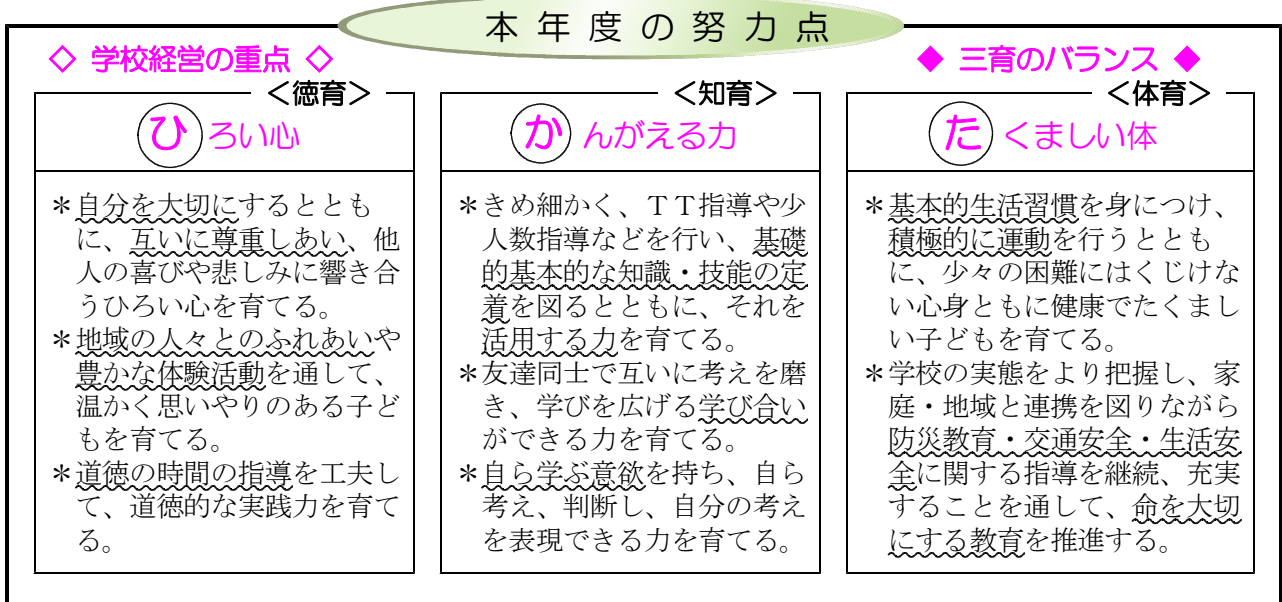 本年度の努力点
◇ 学校経営の重点 ◇
◆ 三育のバランス ◆
＜徳育＞
ひろい心
＊自分を大切にするととも
に、互いに尊重しあい、他
人の喜びや悲しみに響き合
うひろい心を育てる。
＊地域の人々とのふれあいや
豊かな体験活動を通して、
温かく思いやりのある子ど
もを育てる。
＊道徳の時間の指導を工夫し
て、道徳的な実践力を育て
る。
＜知育＞
かんがえる力
＊きめ細かく、ＴＴ指導や少
人数指導などを行い、基礎
的基本的な知識・技能の定
着を図るとともに、それを
活用する力を育てる。
＊友達同士で互いに考えを磨
き、学びを広げる学び合い
ができる力を育てる。
＊自ら学ぶ意欲を持ち、自ら
考え、判断し、自分の考え
を表現できる力を育てる。
＜体育＞
たくましい体
＊基本的生活習慣を身につけ、
積極的に運動を行うととも
に、少々の困難にはくじけな
い心身ともに健康でたくまし
い子どもを育てる。
＊学校の実態をより把握し、家
庭・地域と連携を図りながら
防災教育・交通安全・生活安
全に関する指導を継続、充実
することを通して、命を大切
にする教育を推進する。